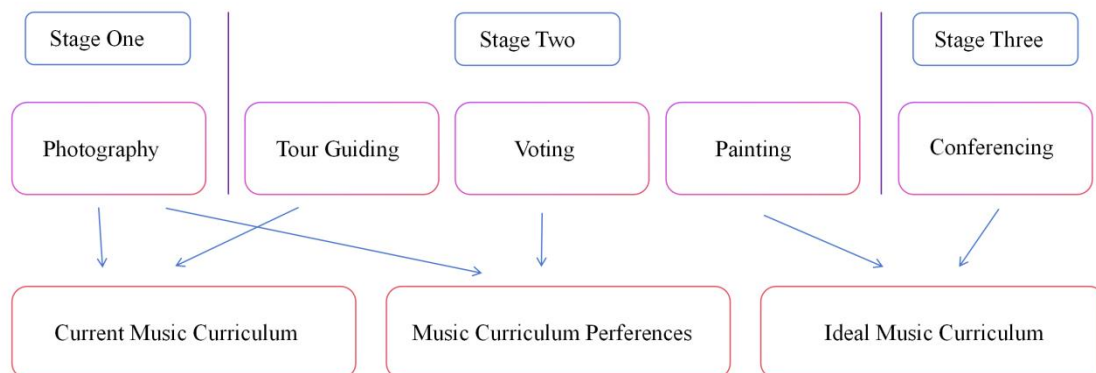 Stage One
Stage Two
Stage Three
Photography
Tour Guiding
Voting
Painting
Conferencing
Current Music Curriculum
Music Curriculum Perferences
Ideal Music Curriculum